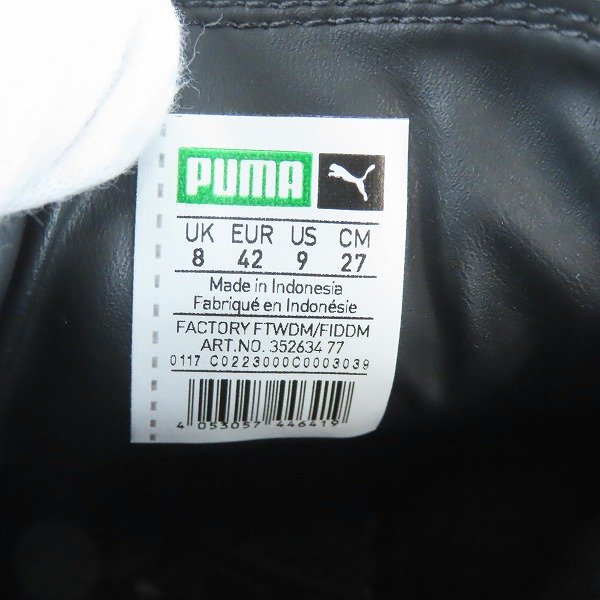 PUMA
UK EUR US CM
8 42 9 27
Made in Indonesia
Fabriqué en Indonésie
FACTORY FTWDM/FIDDM
ART.NO. 352634 77
0117 C0223000C0003039
4 053057 446419